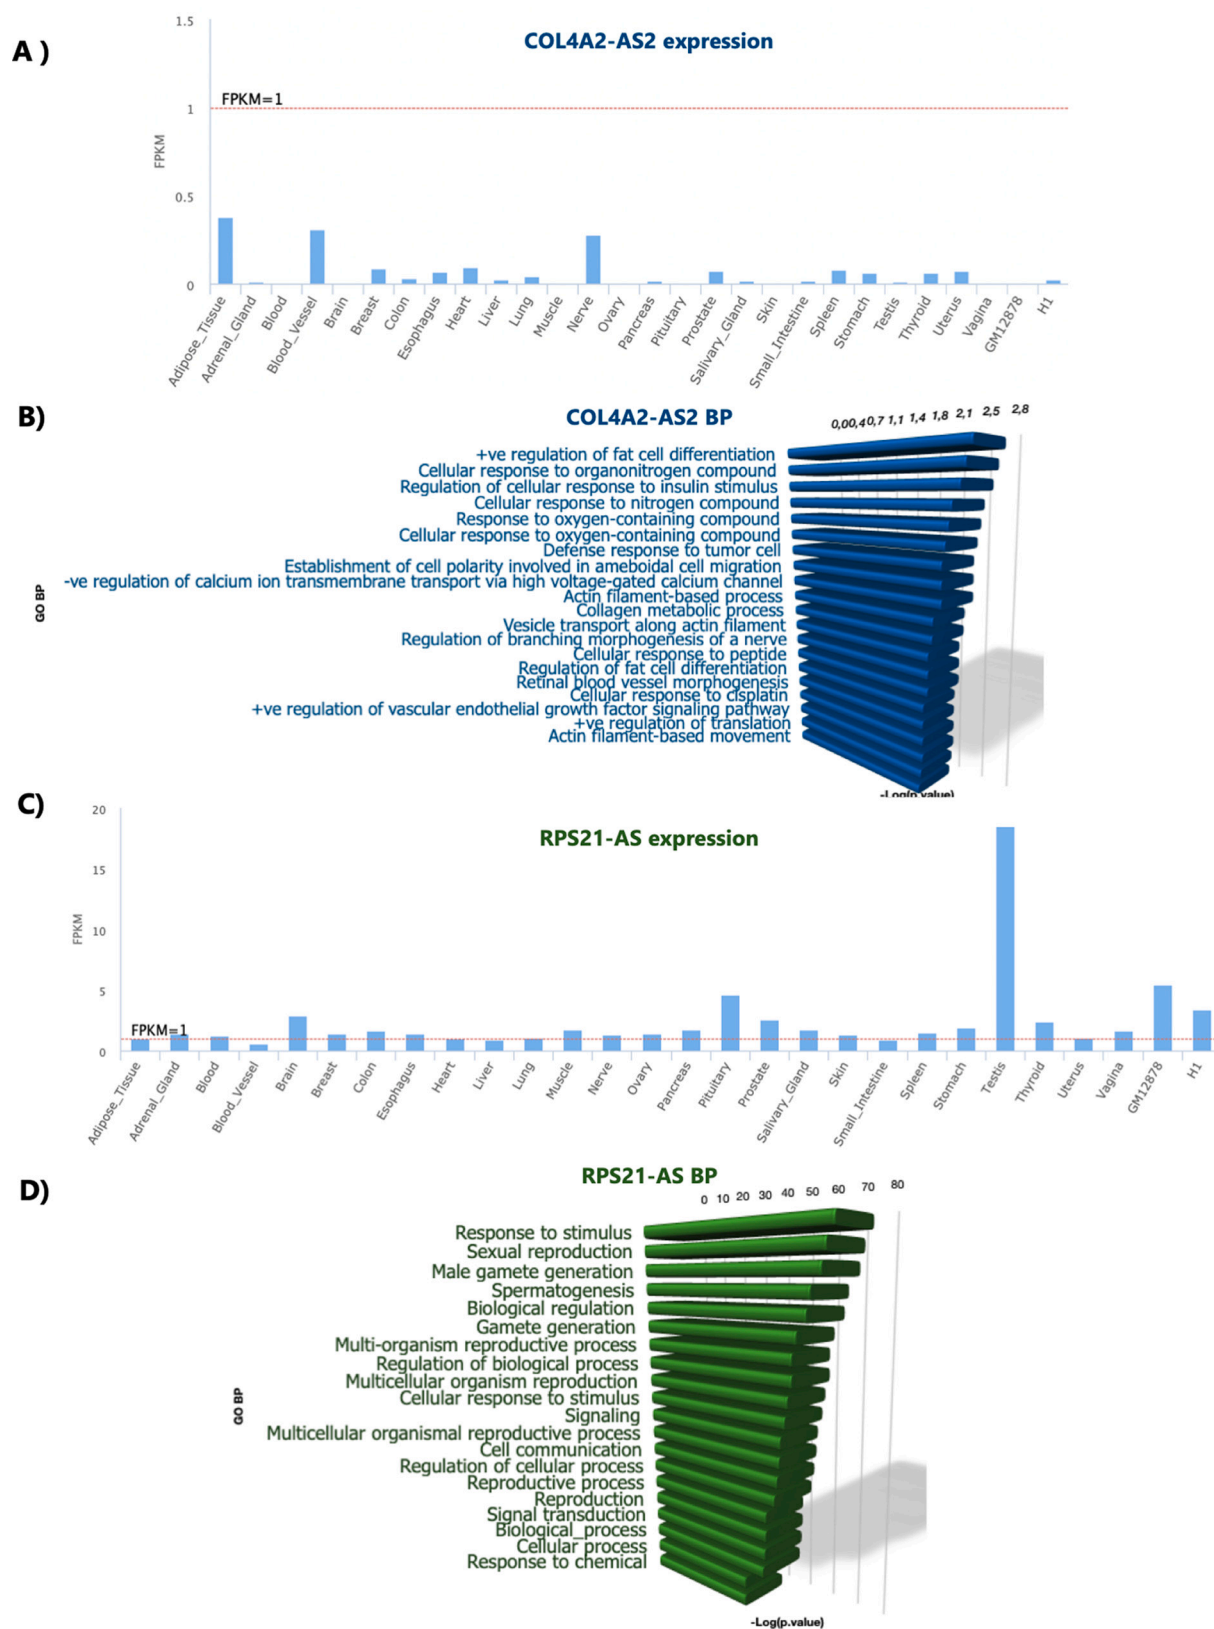 A )
COL4A2-AS2 expression
1.5
FPKM=1
1
FPKM
0.5
0
Adipose_Tissue
Adrenal_Gland
Blood
Blood_Vessel
Brain
Breast
Colon
Esophagus
Heart
Liver
Lung
Muscle
Nerve
Ovary
Pancreas
Pituitary
Prostate
Salivary_Gland
Skin
Small_Intestine
Spleen
Stomach
Testis
Thyroid
Uterus
Vagina
GM12878
H1
B)
COL4A2-AS2 BP
0,00,40,7 1,1 1,4 1,8 2,1 2,5 2,8
+ve regulation of fat cell differentiation
Cellular response to organonitrogen compound
Regulation of cellular response to insulin stimulus
Cellular response to nitrogen compound
Response to oxygen-containing compound
Cellular response to oxygen-containing compound
Defense response to tumor cell
Establishment of cell polarity involved in ameboidal cell migration
-ve regulation of calcium ion transmembrane transport via high voltage-gated calcium channel
Actin filament-based process
Collagen metabolic process
Vesicle transport along actin filament
Regulation of branching morphogenesis of a nerve
Cellular response to peptide
Regulation of fat cell differentiation
Retinal blood vessel morphogenesis
Cellular response to cisplatin
+ve regulation of vascular endothelial growth factor signaling pathway
+ve regulation of translation
Actin filament-based movement
GO BP
-Log(p.value)
C)
RPS21-AS expression
20
15
10
5
0
FPKM
FPKM=1
Adipose_Tissue
Adrenal_Gland
Blood
Blood_Vessel
Brain
Breast
Colon
Esophagus
Heart
Liver
Lung
Muscle
Nerve
Ovary
Pancreas
Pituitary
Prostate
Salivary_Gland
Skin
Small_Intestine
Spleen
Stomach
Testis
Thyroid
Uterus
Vagina
GM12878
H1
D)
RPS21-AS BP
0 10 20 30 40 50 60 70 80
Response to stimulus
Sexual reproduction
Male gamete generation
Spermatogenesis
Biological regulation
Gamete generation
Multi-organism reproductive process
Regulation of biological process
Multicellular organism reproduction
Cellular response to stimulus
Signaling
Multicellular organismal reproductive process
Cell communication
Regulation of cellular process
Reproductive process
Reproduction
Signal transduction
Biological_process
Cellular process
Response to chemical
GO BP
-Log(p.value)